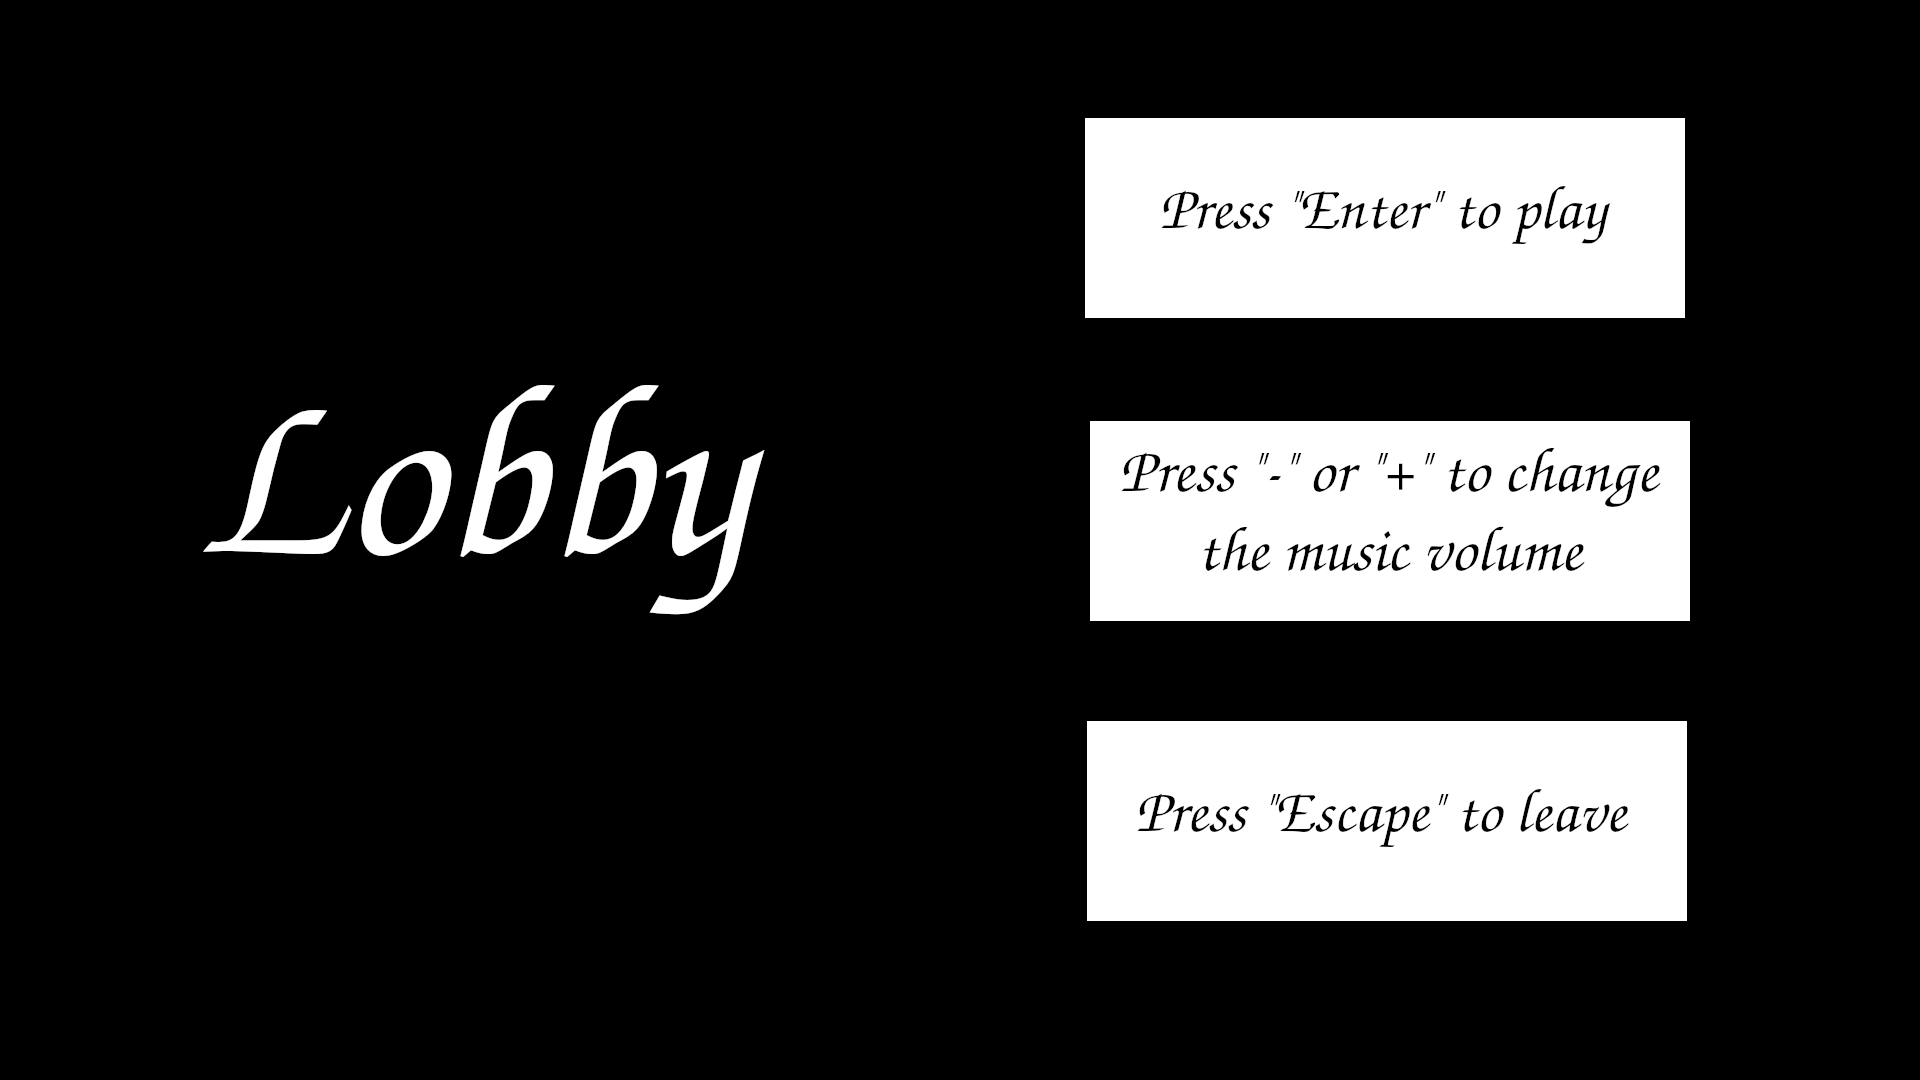 Lobby
Press "Enter" to play
Press "-" or "+" to change
the music volume
Press "Escape" to leave